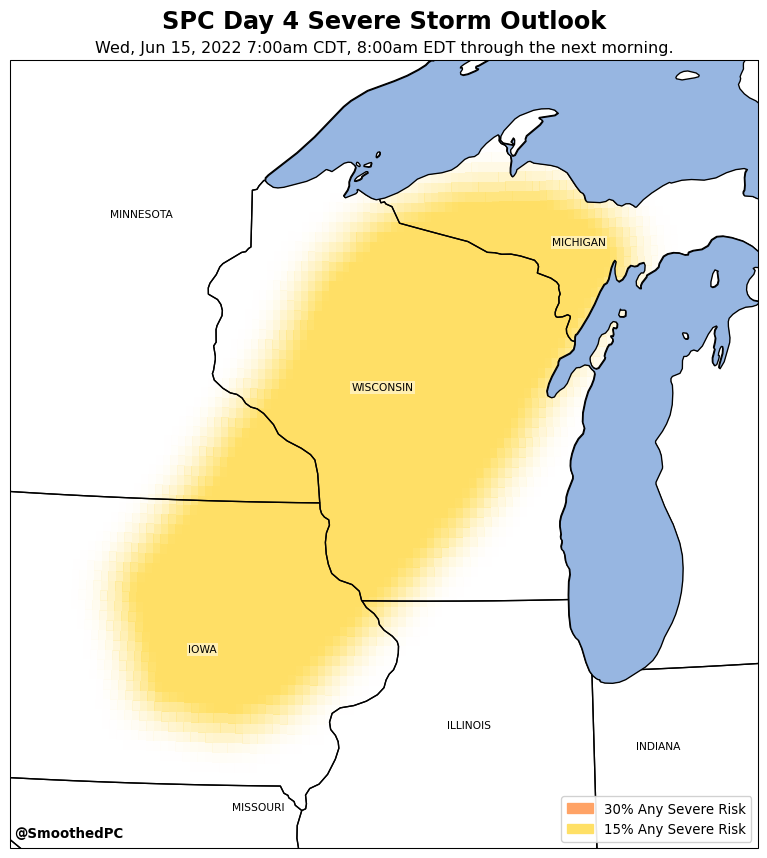 SPC Day 4 Severe Storm Outlook
Wed, Jun 15, 2022 7:00am CDT, 8:00am EDT through the next morning.
MINNESOTA
MICHIGAN
WISCONSIN
IOWA
ILLINOIS
INDIANA
MISSOURI
30% Any Severe Risk
15% Any Severe Risk
@SmoothedPC